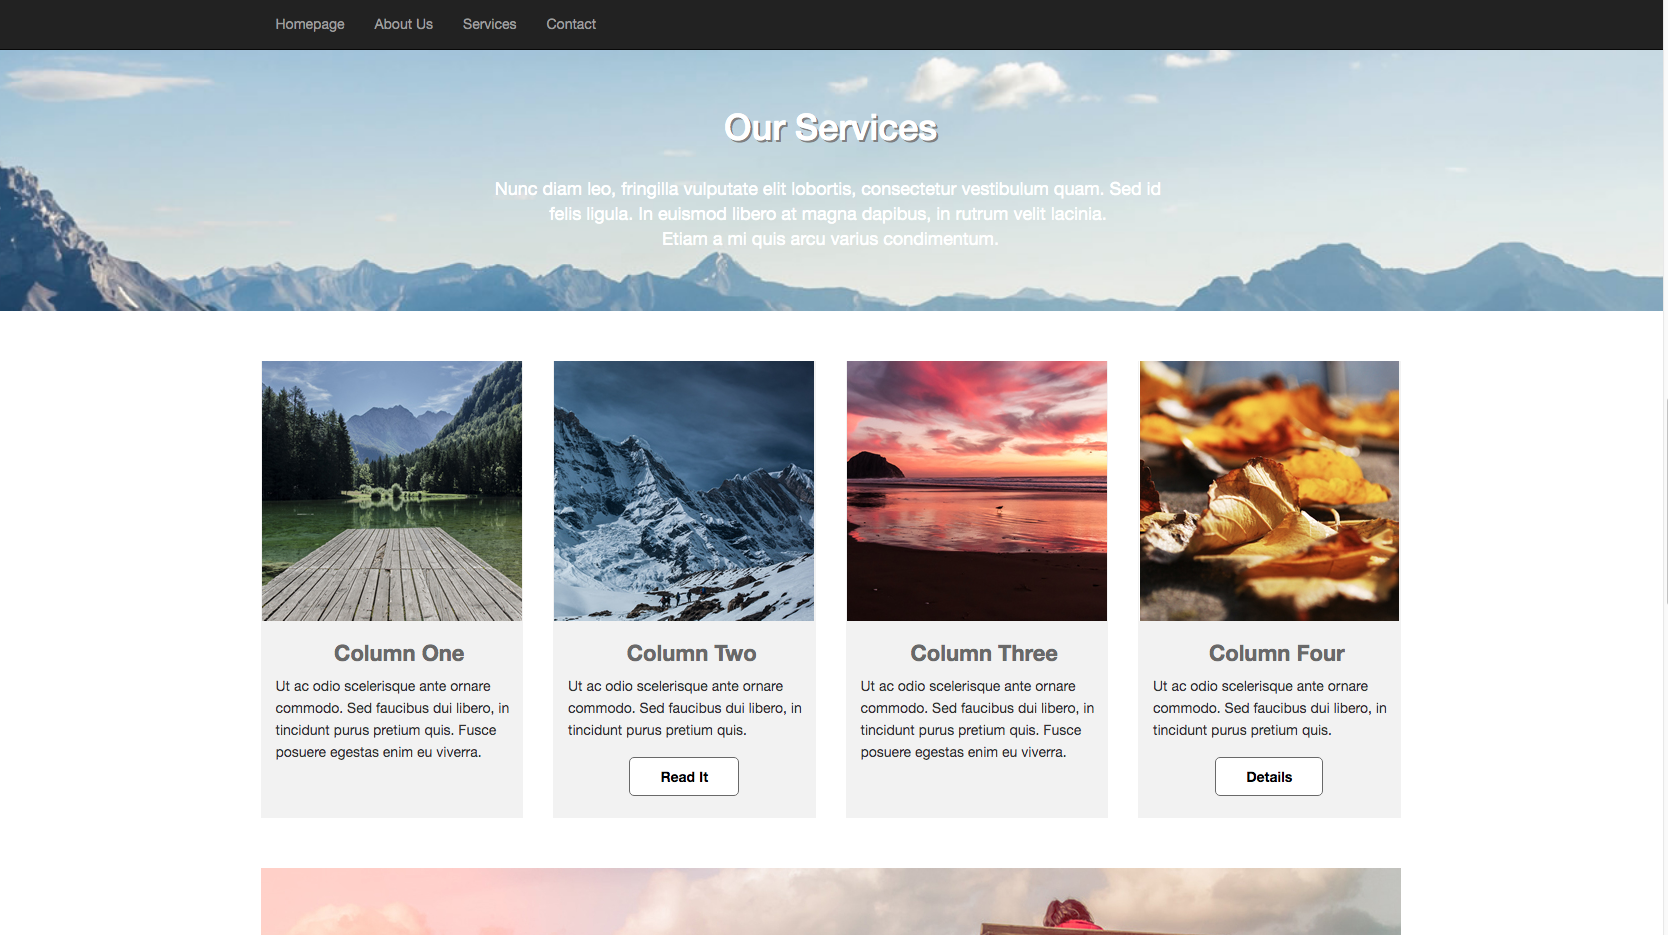 Homepage About Us Services Contact
Our Services
Nunc diam leo, fringilla vulputate elit lobortis, consectetur vestibulum quam. Sed id
felis ligula. In euismod libero at magna dapibus, in rutrum velit lacinia.
Etiam a mi quis arcu varius condimentum.
Column One
Ut ac odio scelerisque ante ornare
commodo. Sed faucibus dui libero, in
tincidunt purus pretium quis. Fusce
posuere egestas enim eu viverra.
Column Two
Ut ac odio scelerisque ante ornare
commodo. Sed faucibus dui libero, in
tincidunt purus pretium quis.
Read It
Column Three
Ut ac odio scelerisque ante ornare
commodo. Sed faucibus dui libero, in
tincidunt purus pretium quis. Fusce
posuere egestas enim eu viverra.
Column Four
Ut ac odio scelerisque ante ornare
commodo. Sed faucibus dui libero, in
tincidunt purus pretium quis.
Details